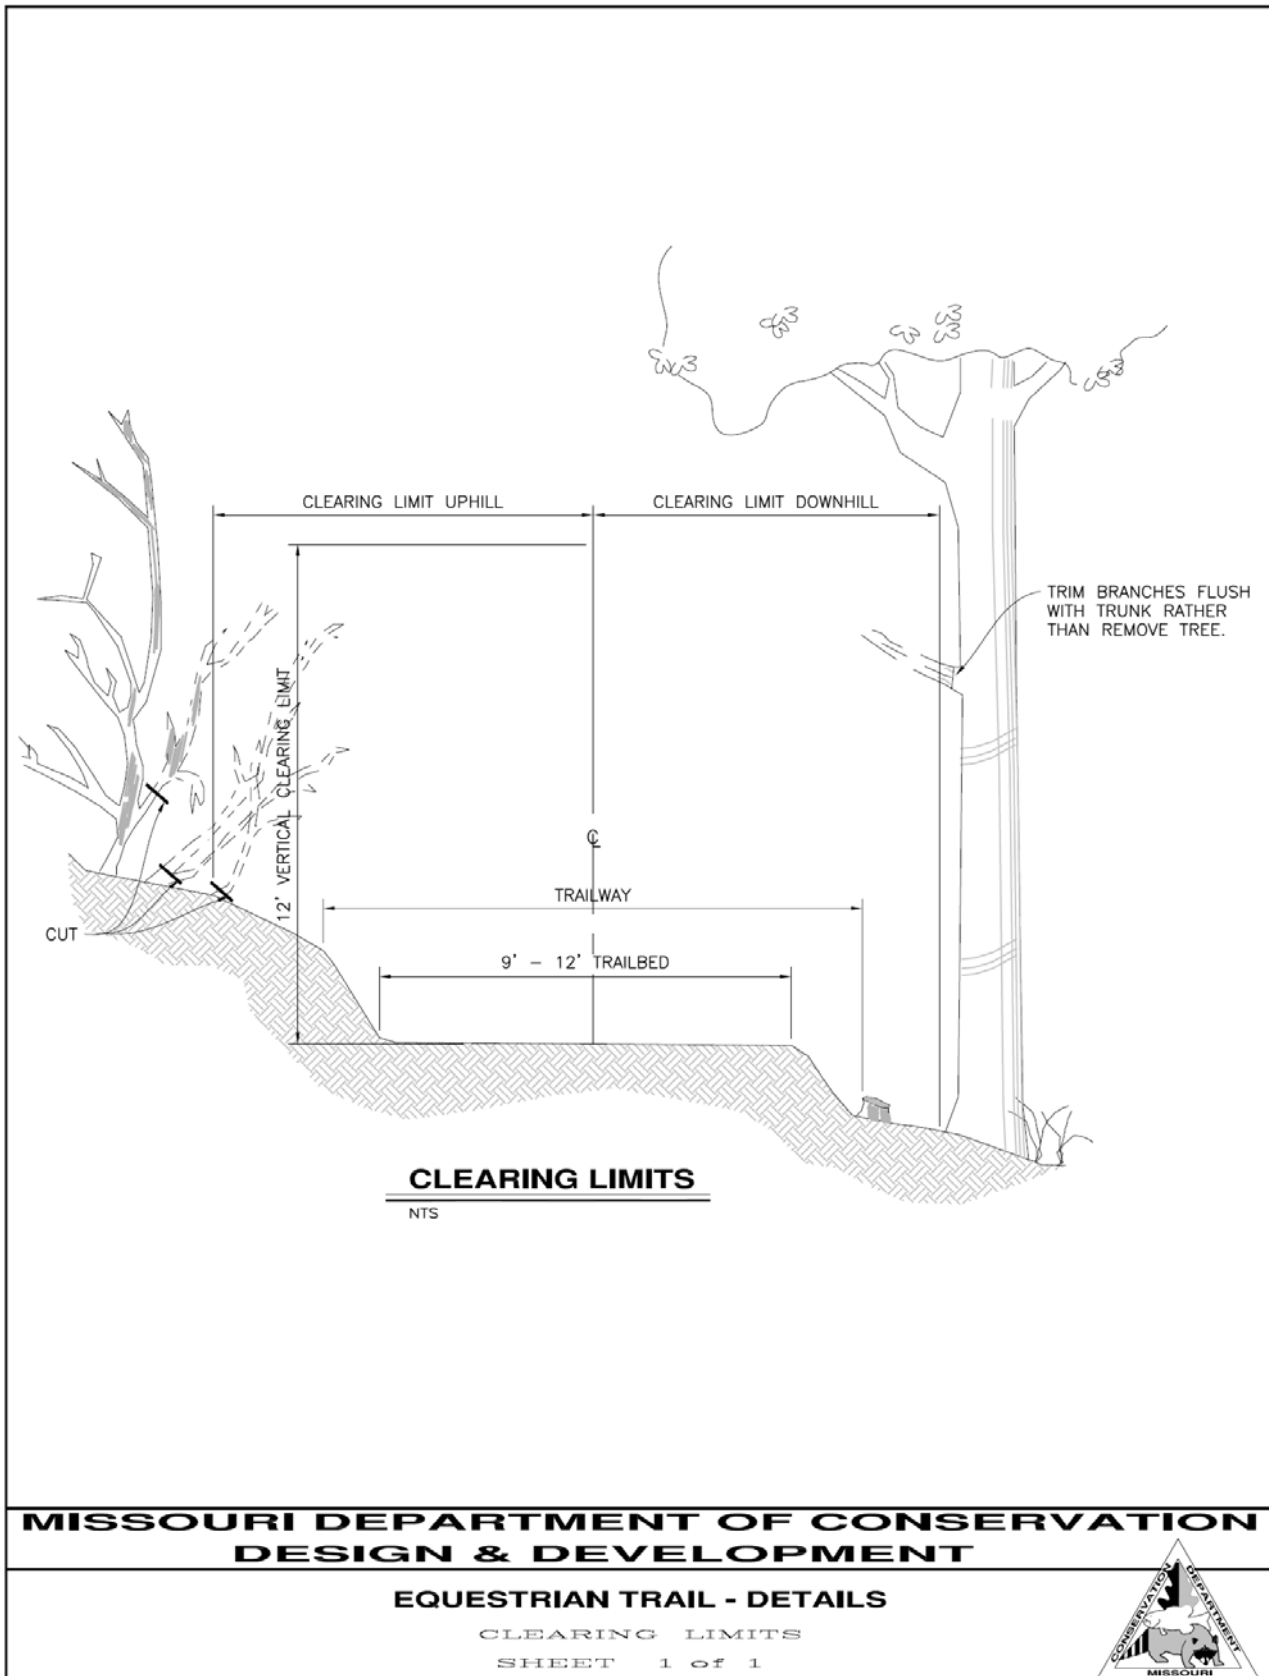 CLEARING LIMIT UPHILL
CLEARING LIMIT DOWNHILL
TRIM BRANCHES FLUSH
WITH TRUNK RATHER
THAN REMOVE TREE.
12' VERTICAL CLEARING LIMIT
℄
TRAILWAY
CUT
9' - 12' TRAILBED
CLEARING LIMITS
NTS
MISSOURI DEPARTMENT OF CONSERVATION
DESIGN & DEVELOPMENT
EQUESTRIAN TRAIL - DETAILS
CLEARING LIMITS
SHEET 1 of 1
CONSERVATION
DEPARTMENT
MISSOURI